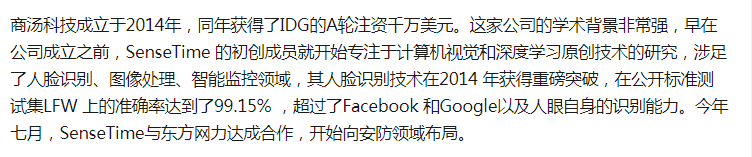 商汤科技成立于2014年，同年获得了IDG的A轮注资千万美元。这家公司的学术背景非常强，早在
公司成立之前，SenseTime 的初创成员就开始专注于计算机视觉和深度学习原创技术的研究，涉足
了人脸识别、图像处理、智能监控领域，其人脸识别技术在2014 年获得重磅突破，在公开标准测
试集LFW 上的准确率达到了99.15% ，超过了Facebook 和Google以及人眼自身的识别能力。今年
七月，SenseTime与东方网力达成合作，开始向安防领域布局。